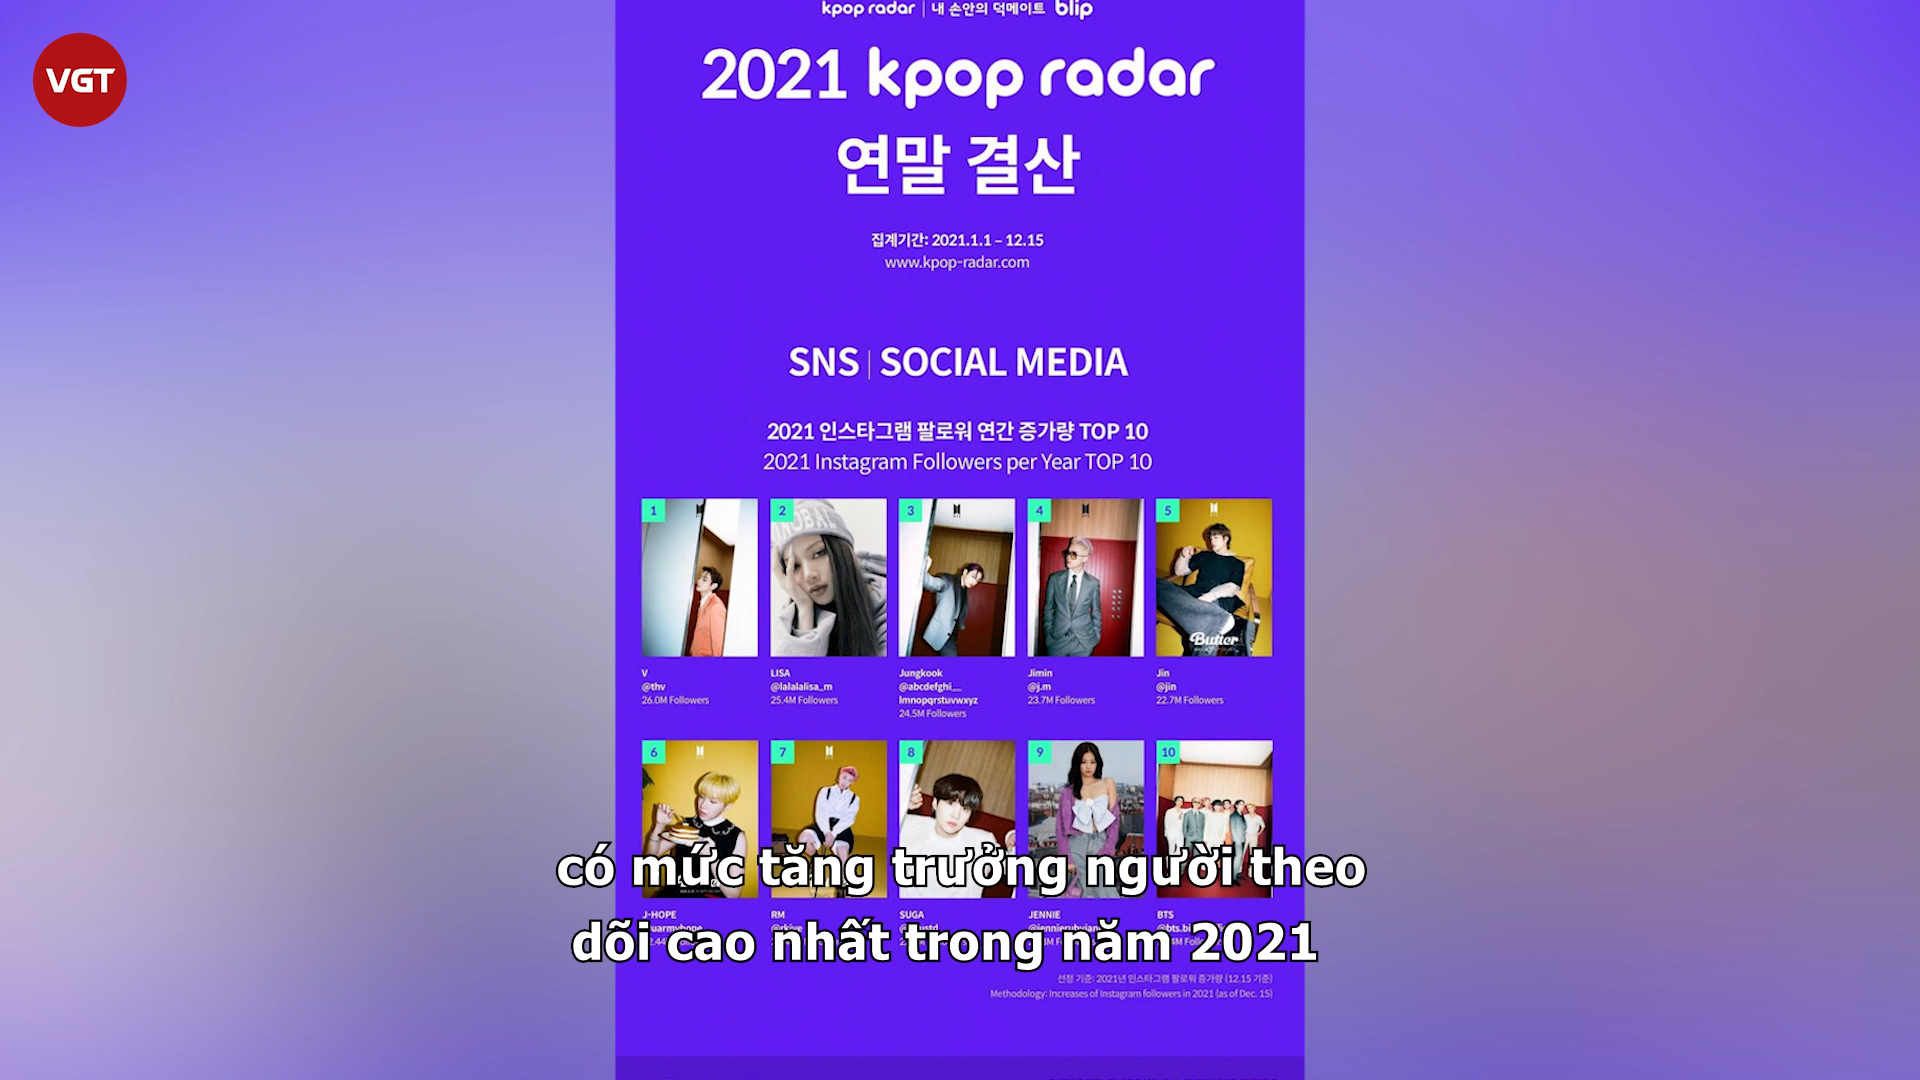 VGT
kpop radar | 내 손안의 덕메이트 blip
2021 kpop radar
연말 결산
집계기간: 2021.1.1 – 12.15
www.kpop-radar.com
SNS | SOCIAL MEDIA
2021 인스타그램 팔로워 연간 증가량 TOP 10
2021 Instagram Followers per Year TOP 10
1 2 3 4 5
Butter
V LISA Jungkook Jimin Jin
@thv @lalalalisa_m @abcdefghi__ @j.m @jin
26.0M Followers 25.4M Followers lmnopqrstuvwxyz 23.7M Followers 22.7M Followers
24.5M Followers
6 7 8 9 10
có mức tăng trưởng người theo
J-HOPE RM SUGA JENNIE BTS
dõi cao nhất trong năm 2021
선정 기준: 2021년 인스타그램 팔로워 증가량 (12.15 기준)
Methodology: Increases of Instagram followers in 2021 (as of Dec. 15)